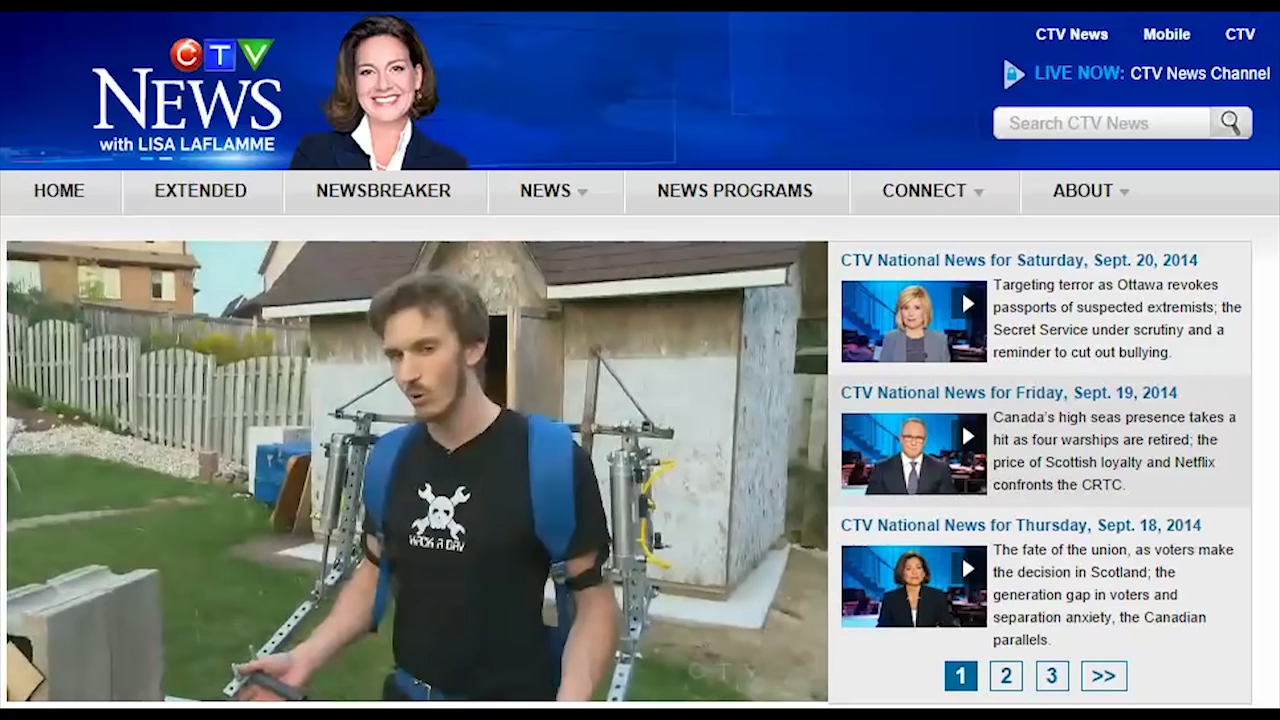 CTV News
Mobile
CTV
CTV
NEWS
with LISA LAFLAMME
LIVE NOW: CTV News Channel
Search CTV News
HOME
EXTENDED
NEWSBREAKER
NEWS
NEWS PROGRAMS
CONNECT
ABOUT
HACK A DAY
CTV
CTV National News for Saturday, Sept. 20, 2014
Targeting terror as Ottawa revokes
passports of suspected extremists; the
Secret Service under scrutiny and a
reminder to cut out bullying.
CTV National News for Friday, Sept. 19, 2014
Canada's high seas presence takes a
hit as four warships are retired; the
price of Scottish loyalty and Netflix
confronts the CRTC.
CTV National News for Thursday, Sept. 18, 2014
The fate of the union, as voters make
the decision in Scotland; the
generation gap in voters and
separation anxiety, the Canadian
parallels.
1
2
3
>>